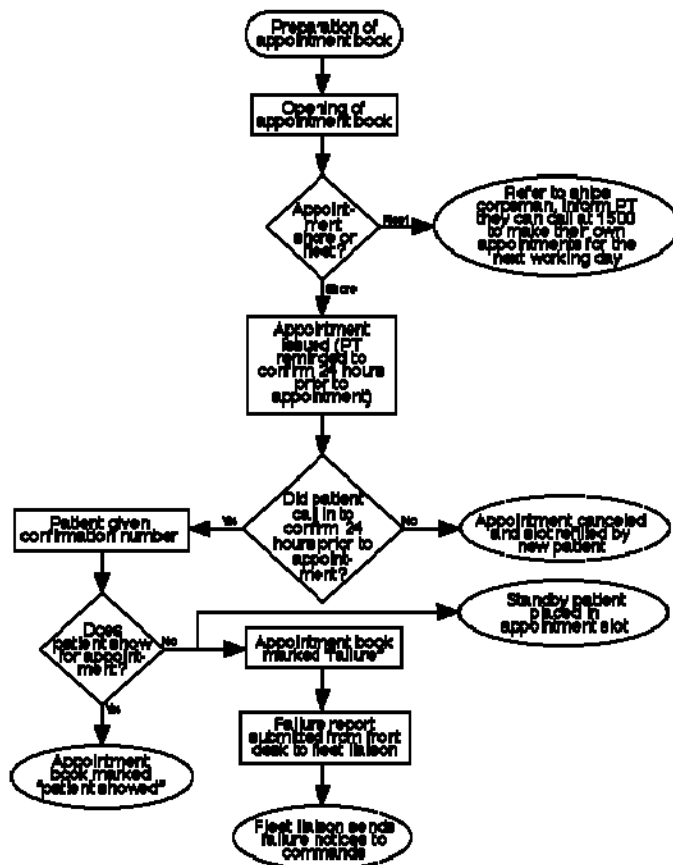 Preparation of
appointment book
Opening of
appointment book
Appoint-
ment
share or
fleet?
Fleet
Refer to ships
corpsman, inform PT
they can call at 1500
to make their own
appointments for the
next working day
Share
Appointment
issued (PT
reminded to
confirm 24 hours
prior to
appointment)
Did patient
call in to
confirm 24
hours prior to
appoint-
ment?
Yes
No
Patient given
confirmation number
Appointment canceled
and slot refilled by
new patient
Does
patient show
for appoint-
ment?
No
Standby patient
placed in
appointment slot
Appointment book
marked "failure"
Yes
Appointment
book marked
"patient showed"
Failure report
submitted from front
desk to fleet liaison
Fleet liaison sends
failure notices to
commands